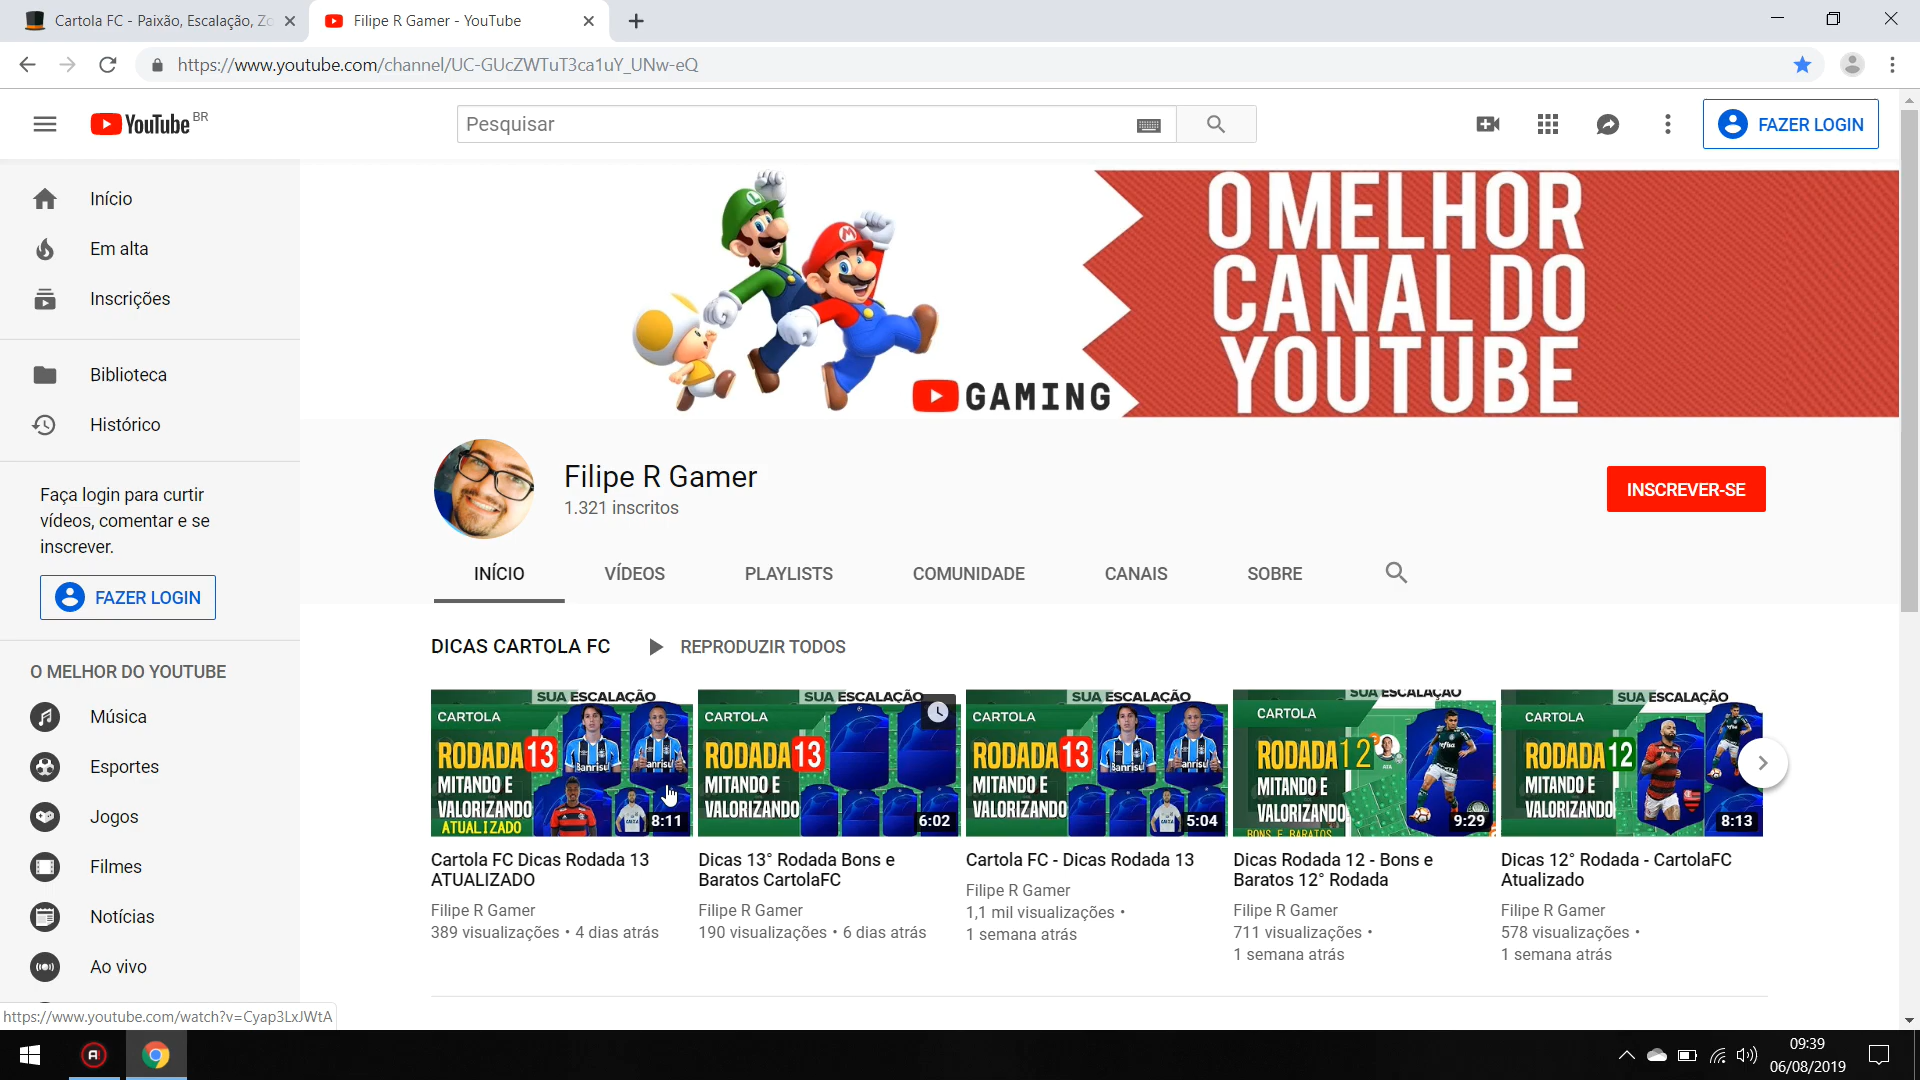 Cartola FC - Paixão, Escalação, Zo
Filipe R Gamer - YouTube
https://www.youtube.com/channel/UC-GUcZWTuT3ca1uY_UNw-eQ
YouTube BR
Pesquisar
FAZER LOGIN
Início
Em alta
Inscrições
Biblioteca
Histórico
Faça login para curtir
vídeos, comentar e se
inscrever.
FAZER LOGIN
O MELHOR DO YOUTUBE
Música
Esportes
Jogos
Filmes
Notícias
Ao vivo
https://www.youtube.com/watch?v=Cyap3LxJWtA
GAMING
O MELHOR
CANAL DO
YOUTUBE
Filipe R Gamer
1.321 inscritos
INSCREVER-SE
INÍCIO
VÍDEOS
PLAYLISTS
COMUNIDADE
CANAIS
SOBRE
DICAS CARTOLA FC
REPRODUZIR TODOS
SUA ESCALAÇÃO
CARTOLA
RODADA 13
MITANDO E
VALORIZANDO
ATUALIZADO
8:11
Cartola FC Dicas Rodada 13
ATUALIZADO
Filipe R Gamer
389 visualizações • 4 dias atrás
SUA ESCALAÇÃO
CARTOLA
RODADA 13
MITANDO E
VALORIZANDO
6:02
Dicas 13° Rodada Bons e
Baratos CartolaFC
Filipe R Gamer
190 visualizações • 6 dias atrás
SUA ESCALAÇÃO
CARTOLA
RODADA 13
MITANDO E
VALORIZANDO
5:04
Cartola FC - Dicas Rodada 13
Filipe R Gamer
1,1 mil visualizações •
1 semana atrás
SUA ESCALAÇÃO
CARTOLA
RODADA 12
MITANDO E
VALORIZANDO
BONS E BARATOS
9:29
Dicas Rodada 12 - Bons e
Baratos 12° Rodada
Filipe R Gamer
711 visualizações •
1 semana atrás
SUA ESCALAÇÃO
CARTOLA
RODADA 12
MITANDO E
VALORIZANDO
8:13
Dicas 12° Rodada - CartolaFC
Atualizado
Filipe R Gamer
578 visualizações •
1 semana atrás
09:39
06/08/2019